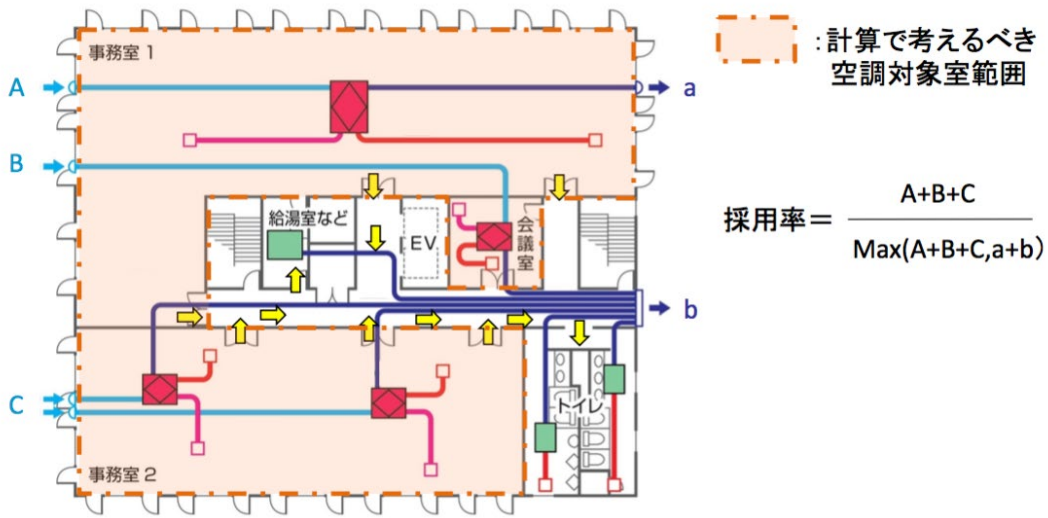 事務室1
:計算で考えるべき
空調対象室範囲
A
a
B
給湯室など
EV
会議室
採用率＝
A+B+C
Max(A+B+C,a+b)
b
C
トイレ
事務室2